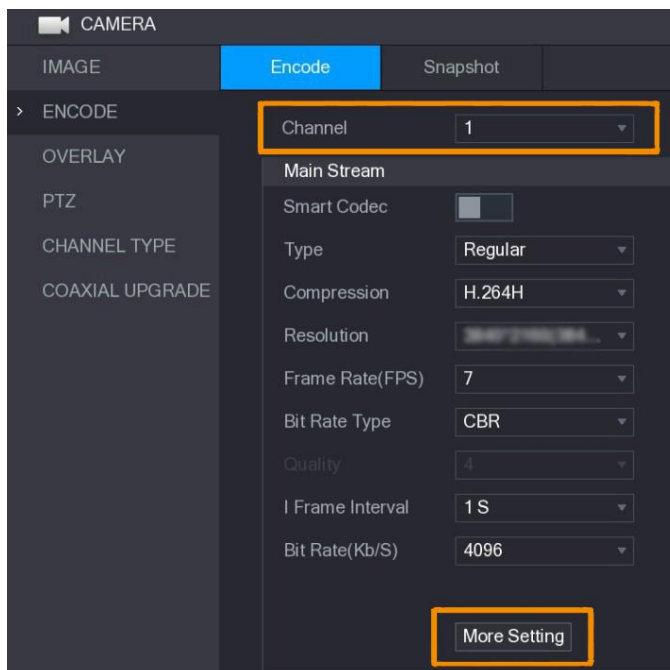 CAMERA
IMAGE
Encode Snapshot
ENCODE
Channel 1
OVERLAY
Main Stream
PTZ
Smart Codec
CHANNEL TYPE
Type Regular
COAXIAL UPGRADE
Compression H.264H
Resolution
Frame Rate(FPS) 7
Bit Rate Type CBR
Quality 4
I Frame Interval 1 S
Bit Rate(Kb/S) 4096
More Setting